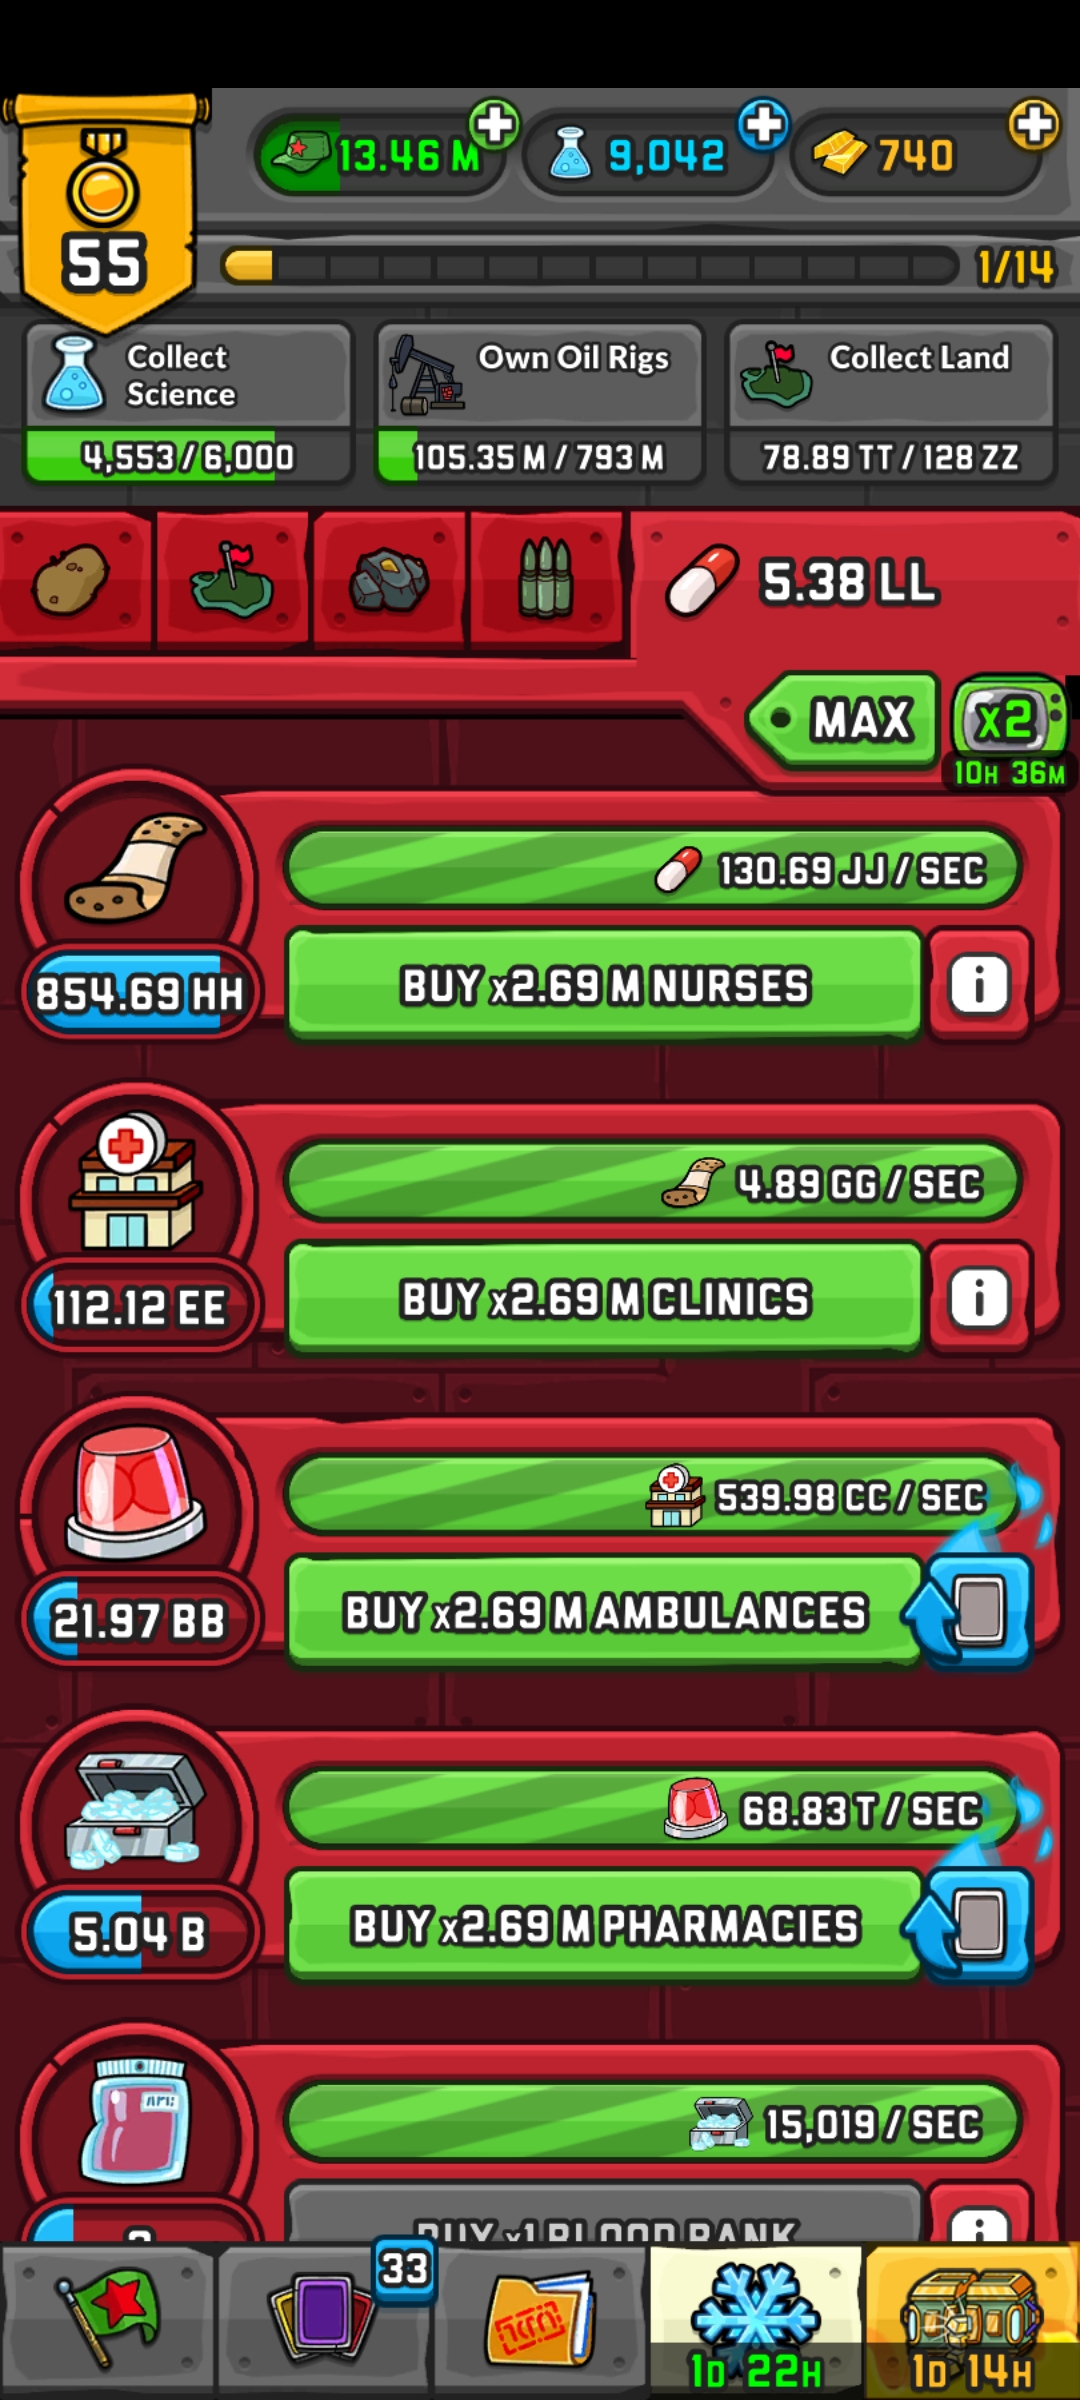 55
13.46 M
9,042
740
1/14
Collect
Science
4,553 / 6,000
Own Oil Rigs
105.35 M / 793 M
Collect Land
78.89 TT / 128 ZZ
5.38 LL
MAX
x2
10H 36M
130.69 JJ / SEC
854.69 HH
BUY x2.69 M NURSES
i
4.89 GG / SEC
112.12 EE
BUY x2.69 M CLINICS
i
539.98 CC / SEC
21.97 BB
BUY x2.69 M AMBULANCES
68.83 T / SEC
5.04 B
BUY x2.69 M PHARMACIES
15,019 / SEC
BUY x1 BLOOD BANK
i
33
1D 22H
1D 14H